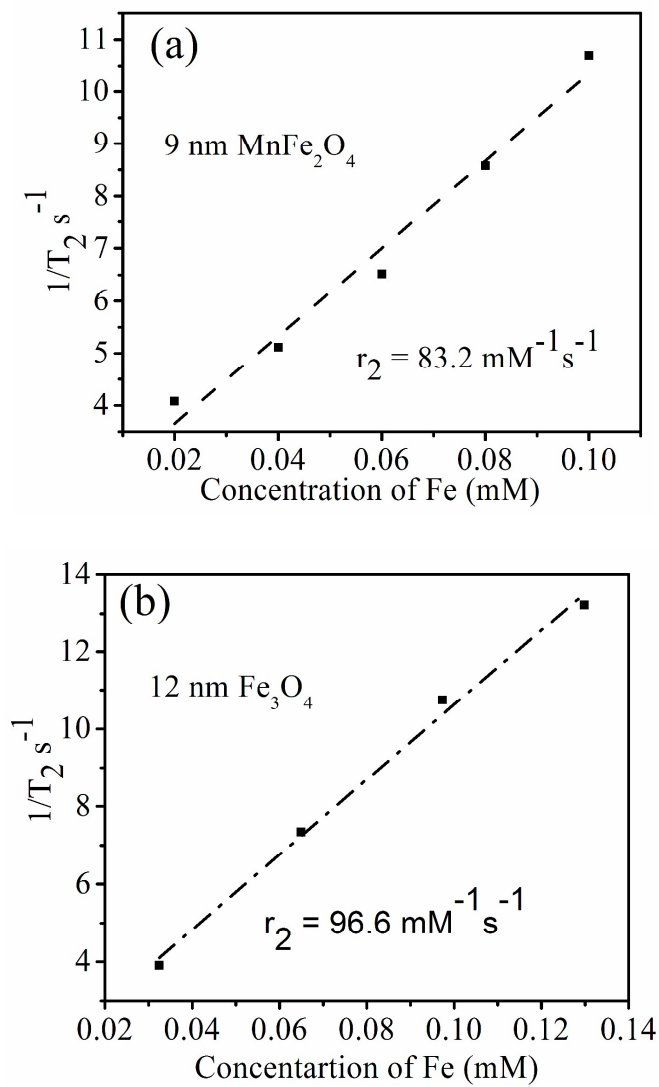 (a)
11
10
9
8
7
6
5
4
1/T₂ s⁻¹
9 nm MnFe₂O₄
r₂ = 83.2 mM⁻¹s⁻¹
0.02 0.04 0.06 0.08 0.10
Concentration of Fe (mM)
(b)
14
12
10
8
6
4
1/T₂ s⁻¹
12 nm Fe₃O₄
r₂ = 96.6 mM⁻¹s⁻¹
0.02 0.04 0.06 0.08 0.10 0.12 0.14
Concentartion of Fe (mM)